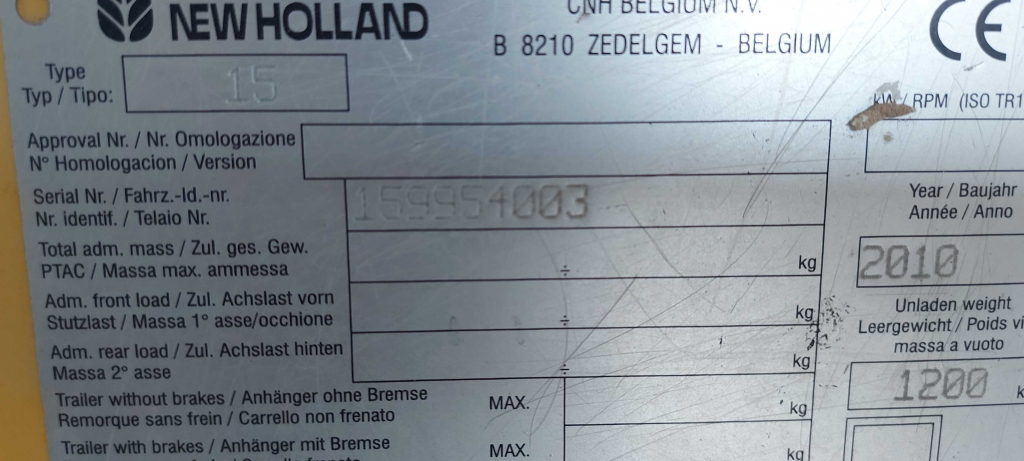 NEW HOLLAND
CNH BELGIUM N.V.
B 8210 ZEDELGEM - BELGIUM
CE
Type
Typ / Tipo:
15
kW / RPM (ISO TR1
Approval Nr. / Nr. Omologazione
N° Homologacion / Version
Serial Nr. / Fahrz.-Id.-nr.
Nr. identif. / Telaio Nr.
159954003
Year / Baujahr
Année / Anno
2010
Total adm. mass / Zul. ges. Gew.
PTAC / Massa max. ammessa
÷ kg
Adm. front load / Zul. Achslast vorn
Stutzlast / Massa 1° asse/occhione
÷ kg
Unladen weight
Leergewicht / Poids vi
massa a vuoto
1200 k
Adm. rear load / Zul. Achslast hinten
Massa 2° asse
÷ kg
Trailer without brakes / Anhänger ohne Bremse
Remorque sans frein / Carrello non frenato
MAX. kg
Trailer with brakes / Anhänger mit Bremse
MAX. kg